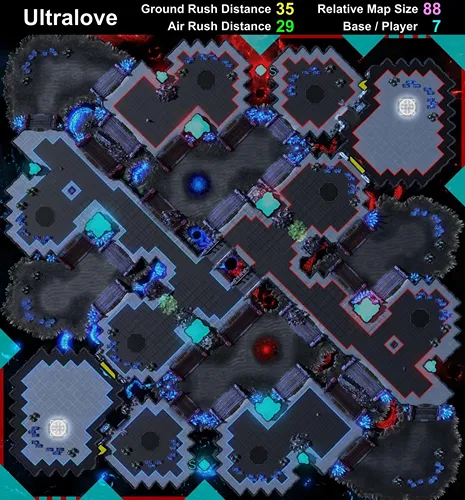 Ultralove
Ground Rush Distance 35
Air Rush Distance 29
Relative Map Size 88
Base / Player 7
S
S